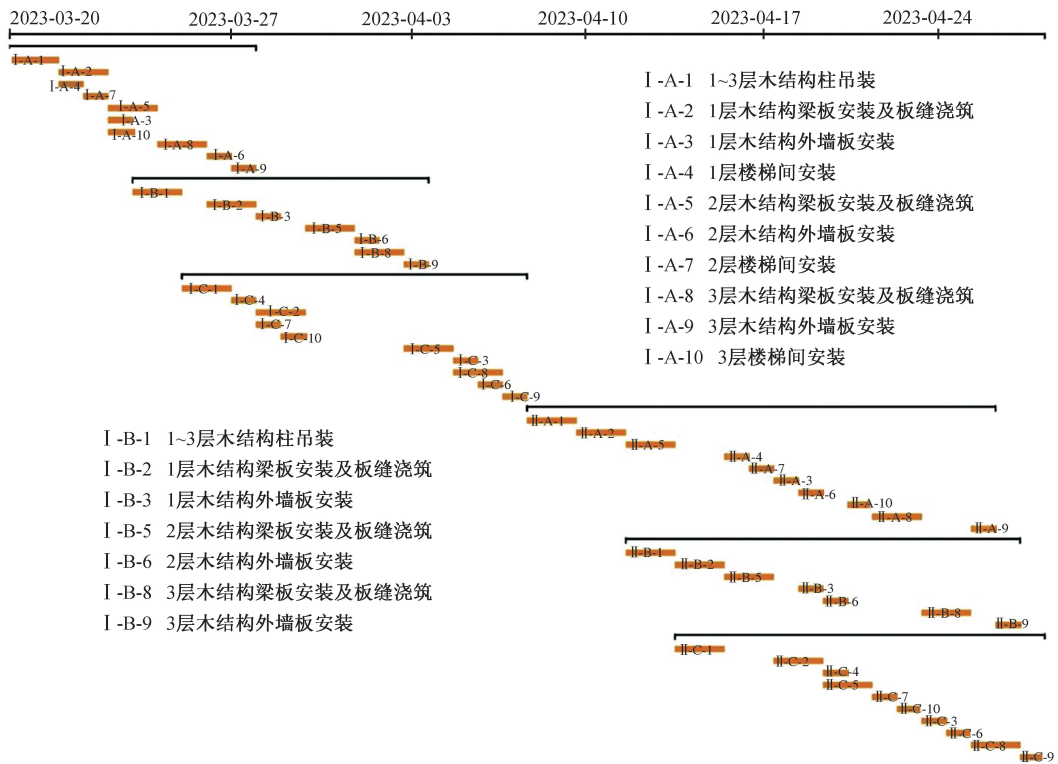 2023-03-20 2023-03-27 2023-04-03 2023-04-10 2023-04-17 2023-04-24
Ⅰ-A-1
Ⅰ-A-2
Ⅰ-A-4
Ⅰ-A-7
Ⅰ-A-5
Ⅰ-A-3
Ⅰ-A-10
Ⅰ-A-8
Ⅰ-A-6
Ⅰ-A-9
Ⅰ-B-1
Ⅰ-B-2
Ⅰ-B-3
Ⅰ-B-5
Ⅰ-B-6
Ⅰ-B-8
Ⅰ-B-9
Ⅰ-C-1
Ⅰ-C-4
Ⅰ-C-2
Ⅰ-C-7
Ⅰ-C-10
Ⅰ-C-5
Ⅰ-C-3
Ⅰ-C-8
Ⅰ-C-6
Ⅰ-C-9
Ⅰ-A-1 1~3层木结构柱吊装
Ⅰ-A-2 1层木结构梁板安装及板缝浇筑
Ⅰ-A-3 1层木结构外墙板安装
Ⅰ-A-4 1层楼梯间安装
Ⅰ-A-5 2层木结构梁板安装及板缝浇筑
Ⅰ-A-6 2层木结构外墙板安装
Ⅰ-A-7 2层楼梯间安装
Ⅰ-A-8 3层木结构梁板安装及板缝浇筑
Ⅰ-A-9 3层木结构外墙板安装
Ⅰ-A-10 3层楼梯间安装
Ⅱ-A-1
Ⅱ-A-2
Ⅱ-A-5
Ⅱ-A-4
Ⅱ-A-7
Ⅱ-A-3
Ⅱ-A-6
Ⅱ-A-10
Ⅱ-A-8
Ⅱ-A-9
Ⅱ-B-1
Ⅱ-B-2
Ⅱ-B-5
Ⅱ-B-3
Ⅱ-B-6
Ⅱ-B-8
Ⅱ-B-9
Ⅱ-C-1
Ⅱ-C-2
Ⅱ-C-4
Ⅱ-C-5
Ⅱ-C-7
Ⅱ-C-10
Ⅱ-C-3
Ⅱ-C-6
Ⅱ-C-8
Ⅱ-C-9
Ⅰ-B-1 1~3层木结构柱吊装
Ⅰ-B-2 1层木结构梁板安装及板缝浇筑
Ⅰ-B-3 1层木结构外墙板安装
Ⅰ-B-5 2层木结构梁板安装及板缝浇筑
Ⅰ-B-6 2层木结构外墙板安装
Ⅰ-B-8 3层木结构梁板安装及板缝浇筑
Ⅰ-B-9 3层木结构外墙板安装